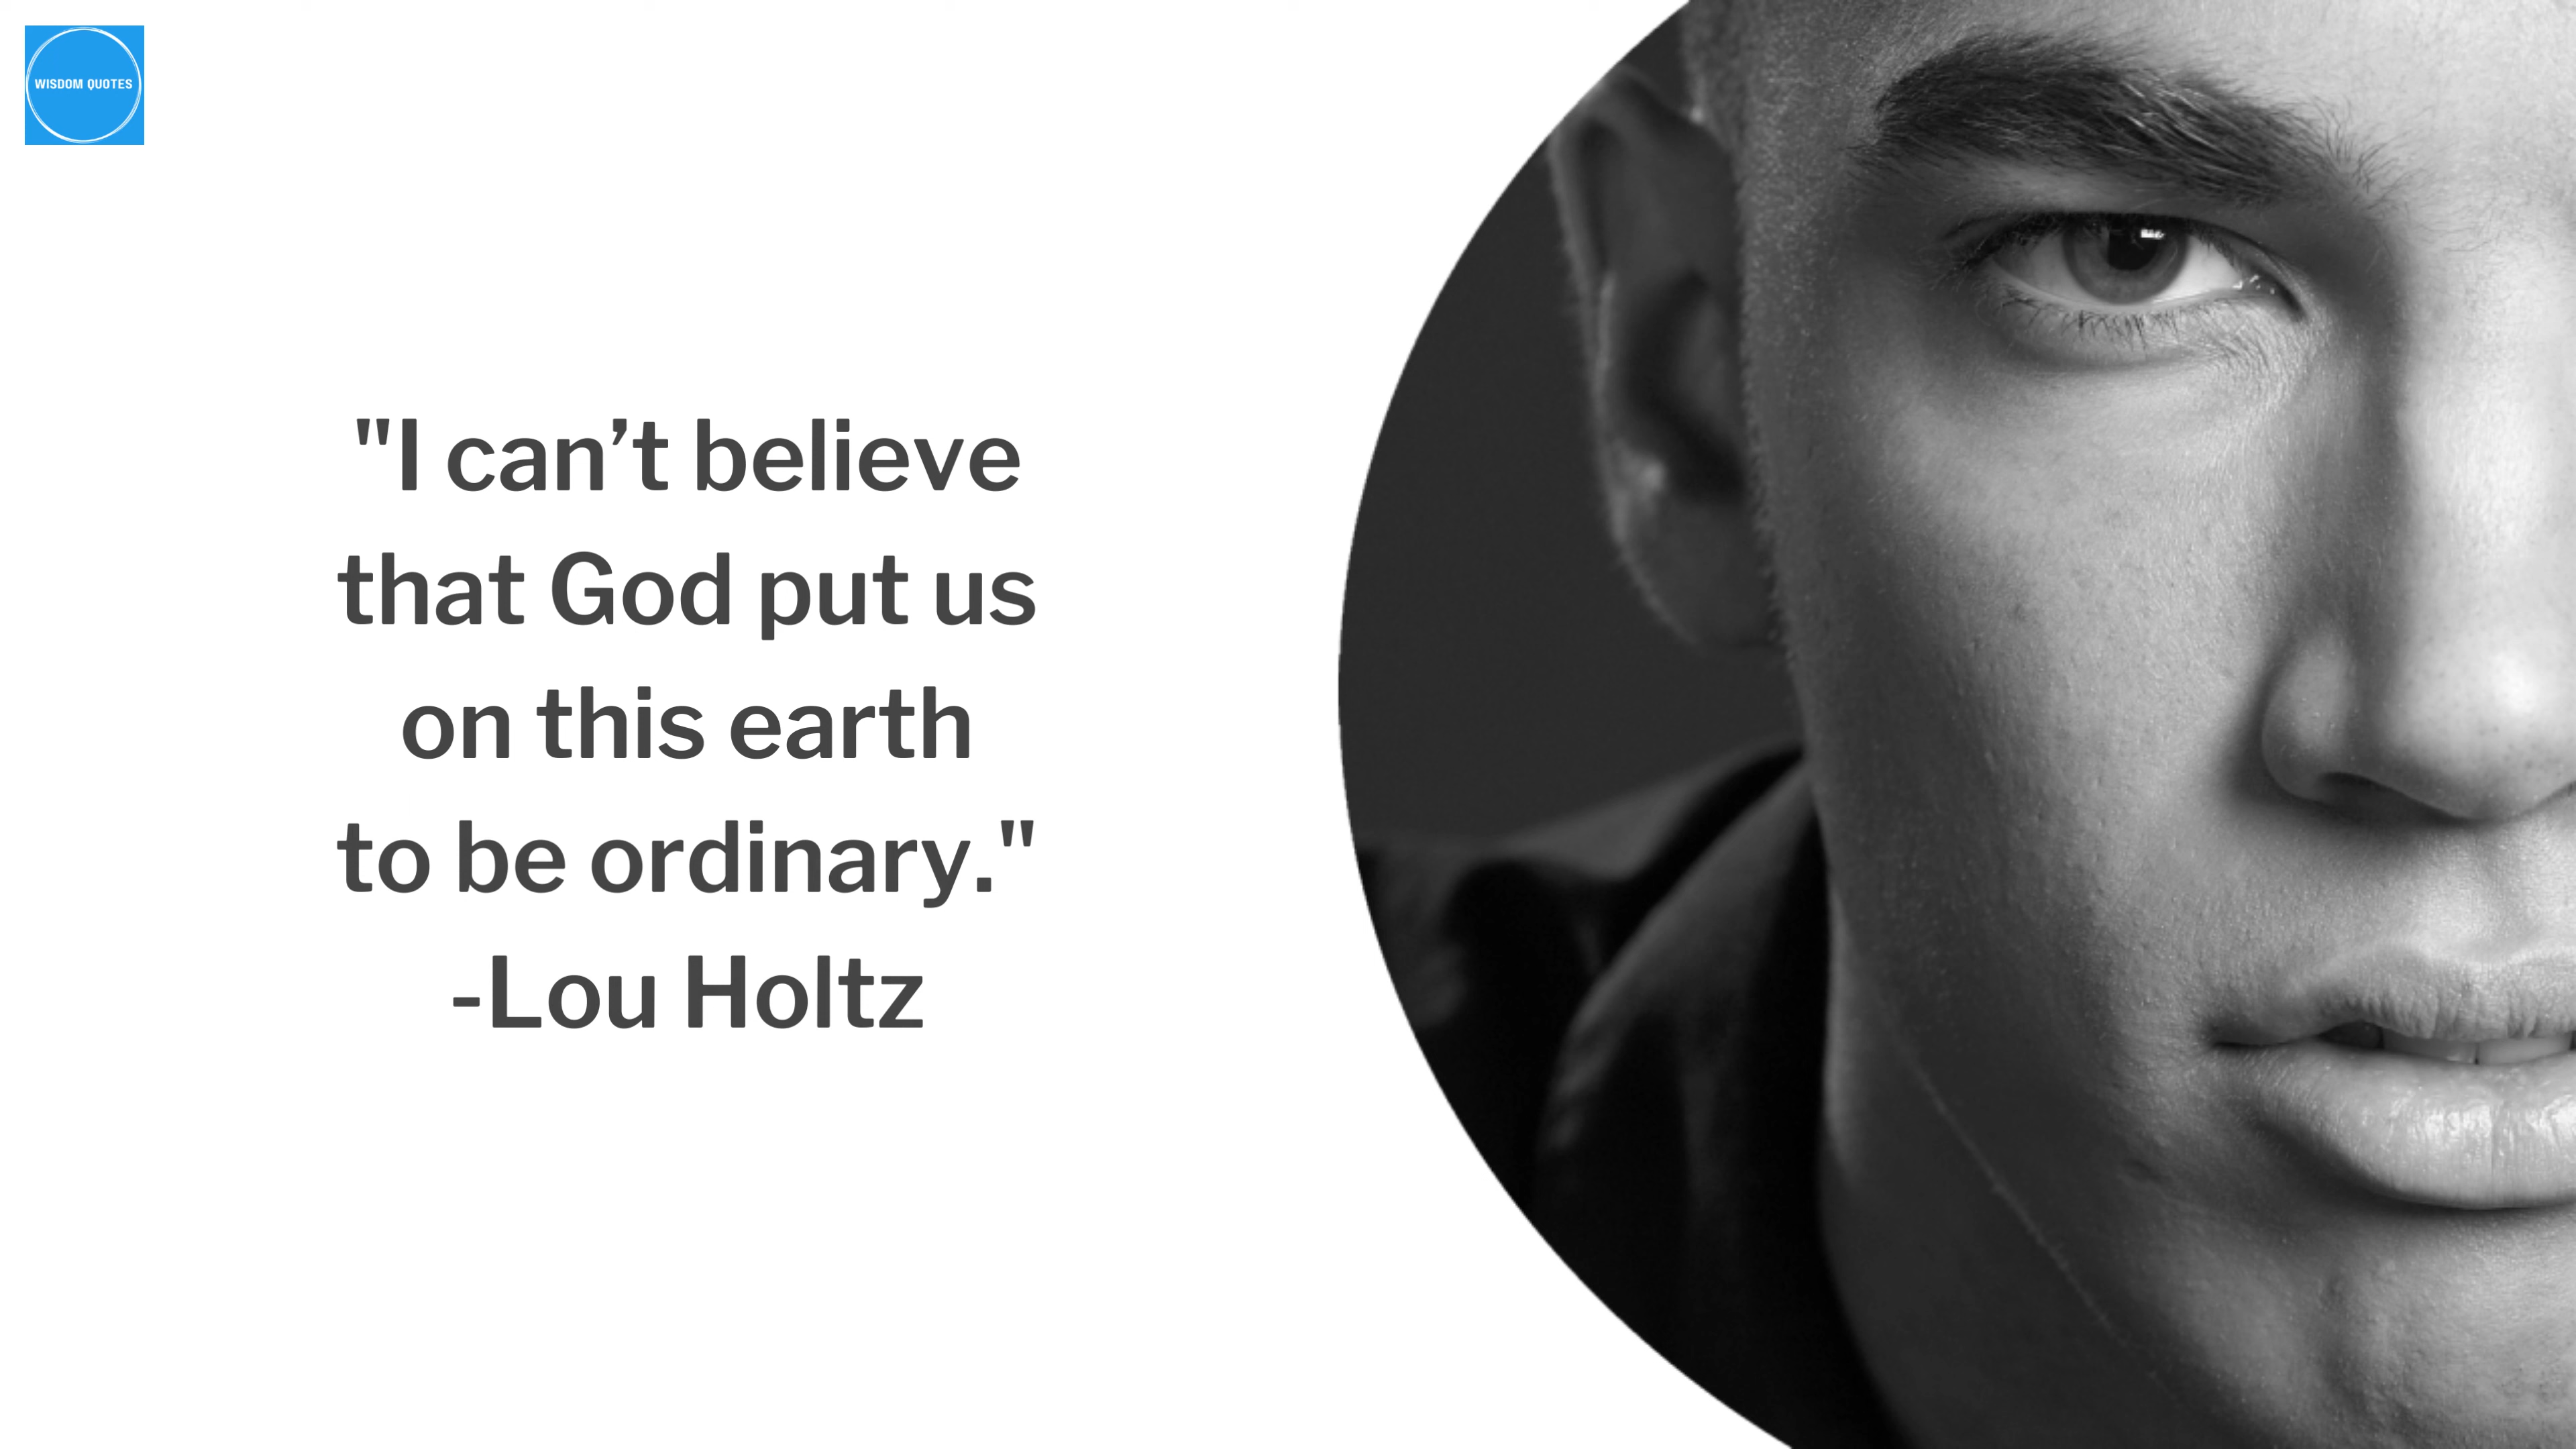 WISDOM QUOTES
"I can’t believe
that God put us
on this earth
to be ordinary."
-Lou Holtz